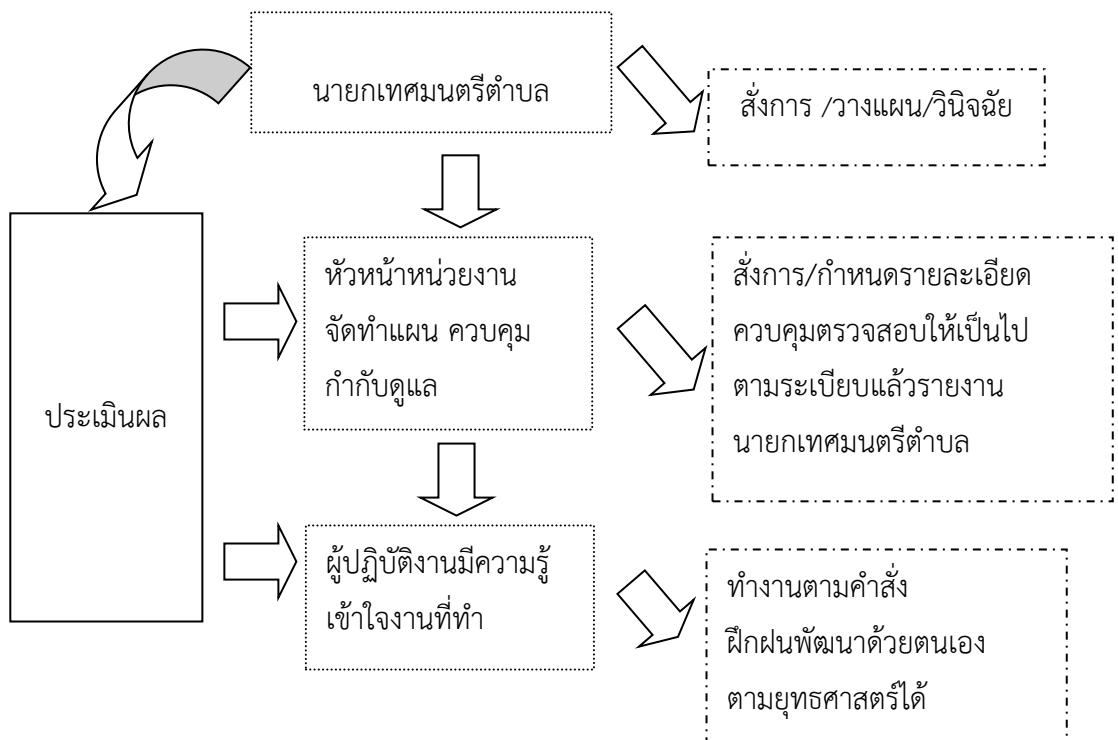 นายกเทศมนตรีตำบล
สั่งการ /วางแผน/วินิจฉัย
หัวหน้าหน่วยงาน
จัดทำแผน ควบคุม
กำกับดูแล
สั่งการ/กำหนดรายละเอียด
ควบคุมตรวจสอบให้เป็นไป
ตามระเบียบแล้วรายงาน
นายกเทศมนตรีตำบล
ประเมินผล
ผู้ปฏิบัติงานมีความรู้
เข้าใจงานที่ทำ
ทำงานตามคำสั่ง
ฝึกฝนพัฒนาด้วยตนเอง
ตามยุทธศาสตร์ได้